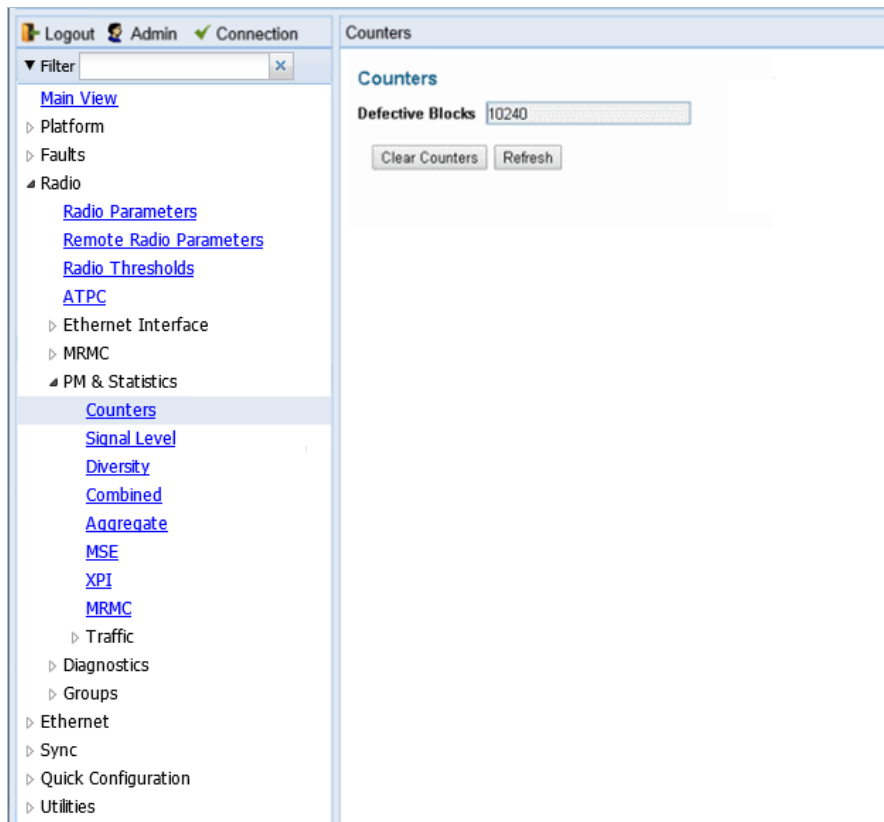 Logout Admin Connection
Filter
Main View
Platform
Faults
Radio
Radio Parameters
Remote Radio Parameters
Radio Thresholds
ATPC
Ethernet Interface
MRMC
PM & Statistics
Counters
Signal Level
Diversity
Combined
Aggregate
MSE
XPI
MRMC
Traffic
Diagnostics
Groups
Ethernet
Sync
Quick Configuration
Utilities
Counters
Counters
Defective Blocks 10240
Clear Counters Refresh